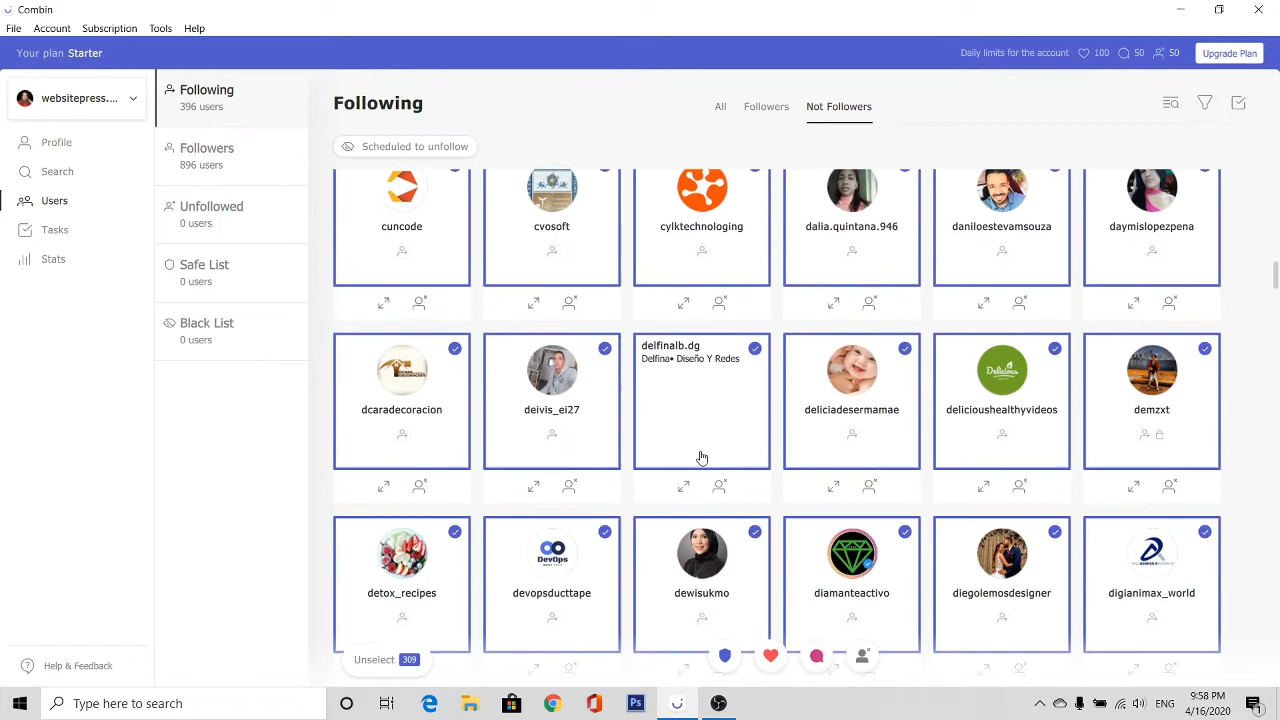 Combin
File Account Subscription Tools Help
Your plan Starter
Daily limits for the account 100 50 50 Upgrade Plan
websitepress....
Profile
Search
Users
Tasks
Stats
Help & Feedback
Following
396 users
Followers
896 users
Unfollowed
0 users
Safe List
0 users
Black List
0 users
Following
All Followers Not Followers
Scheduled to unfollow
cuncode cvosoft cylktechnologing dalia.quintana.946 daniloestevamsouza daymislopezpena
delfinalb.dg
Delfina• Diseño Y Redes
dcaradecoracion deivis_ei27 deliciadesermamae delicioushealthyvideos demzxt
Delicious
DevOps
detox_recipes devopsducttape dewisukmo diamanteactivo diegolemosdesigner digianimax_world
Unselect 309
Type here to search
Ps
9:58 PM
4/16/2020
1